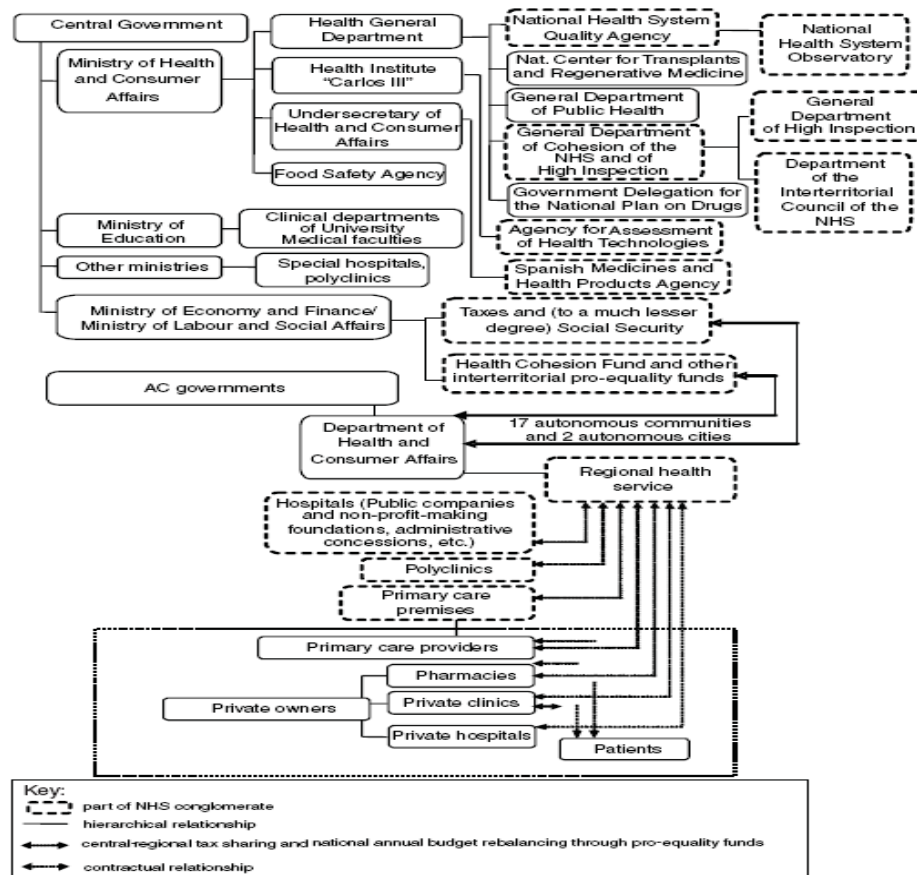 Central Government
Ministry of Health
and Consumer
Affairs
Health General
Department
Health Institute
“Carlos III”
Undersecretary of
Health and Consumer
Affairs
Food Safety Agency
National Health System
Quality Agency
National
Health System
Observatory
Nat. Center for Transplants
and Regenerative Medicine
General Department
of Public Health
General Department
of Cohesion of the
NHS and of
High Inspection
General
Department
of High Inspection
Department
of the
Interterritorial
Council of the
NHS
Government Delegation for
the National Plan on Drugs
Agency for Assessment
of Health Technologies
Spanish Medicines and
Health Products Agency
Ministry of
Education
Clinical departments
of University
Medical faculties
Other ministries
Special hospitals,
polyclinics
Ministry of Economy and Finance/
Ministry of Labour and Social Affairs
Taxes and (to a much lesser
degree) Social Security
Health Cohesion Fund and other
interterritorial pro-equality funds
AC governments
Department of
Health and
Consumer Affairs
17 autonomous communities
and 2 autonomous cities
Regional health
service
Hospitals (Public companies
and non-profit-making
foundations, administrative
concessions, etc.)
Polyclinics
Primary care
premises
Primary care providers
Pharmacies
Private owners
Private clinics
Private hospitals
Patients
Key:
part of NHS conglomerate
hierarchical relationship
central-regional tax sharing and national annual budget rebalancing through pro-equality funds
contractual relationship